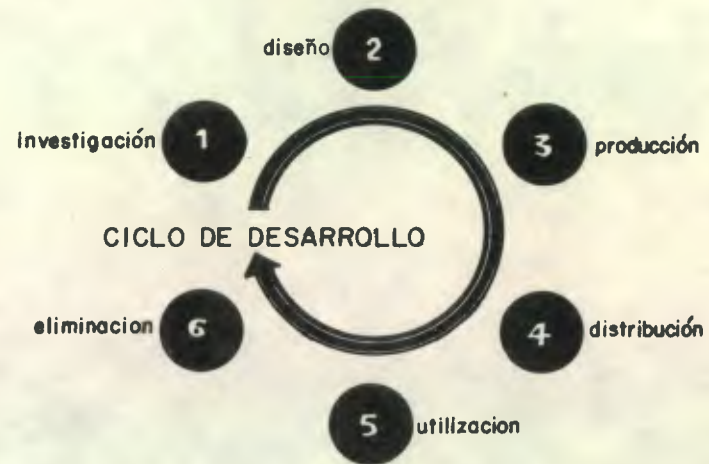 CICLO DE DESARROLLO
1 investigación
2 diseño
3 producción
4 distribución
5 utilizacion
6 eliminacion